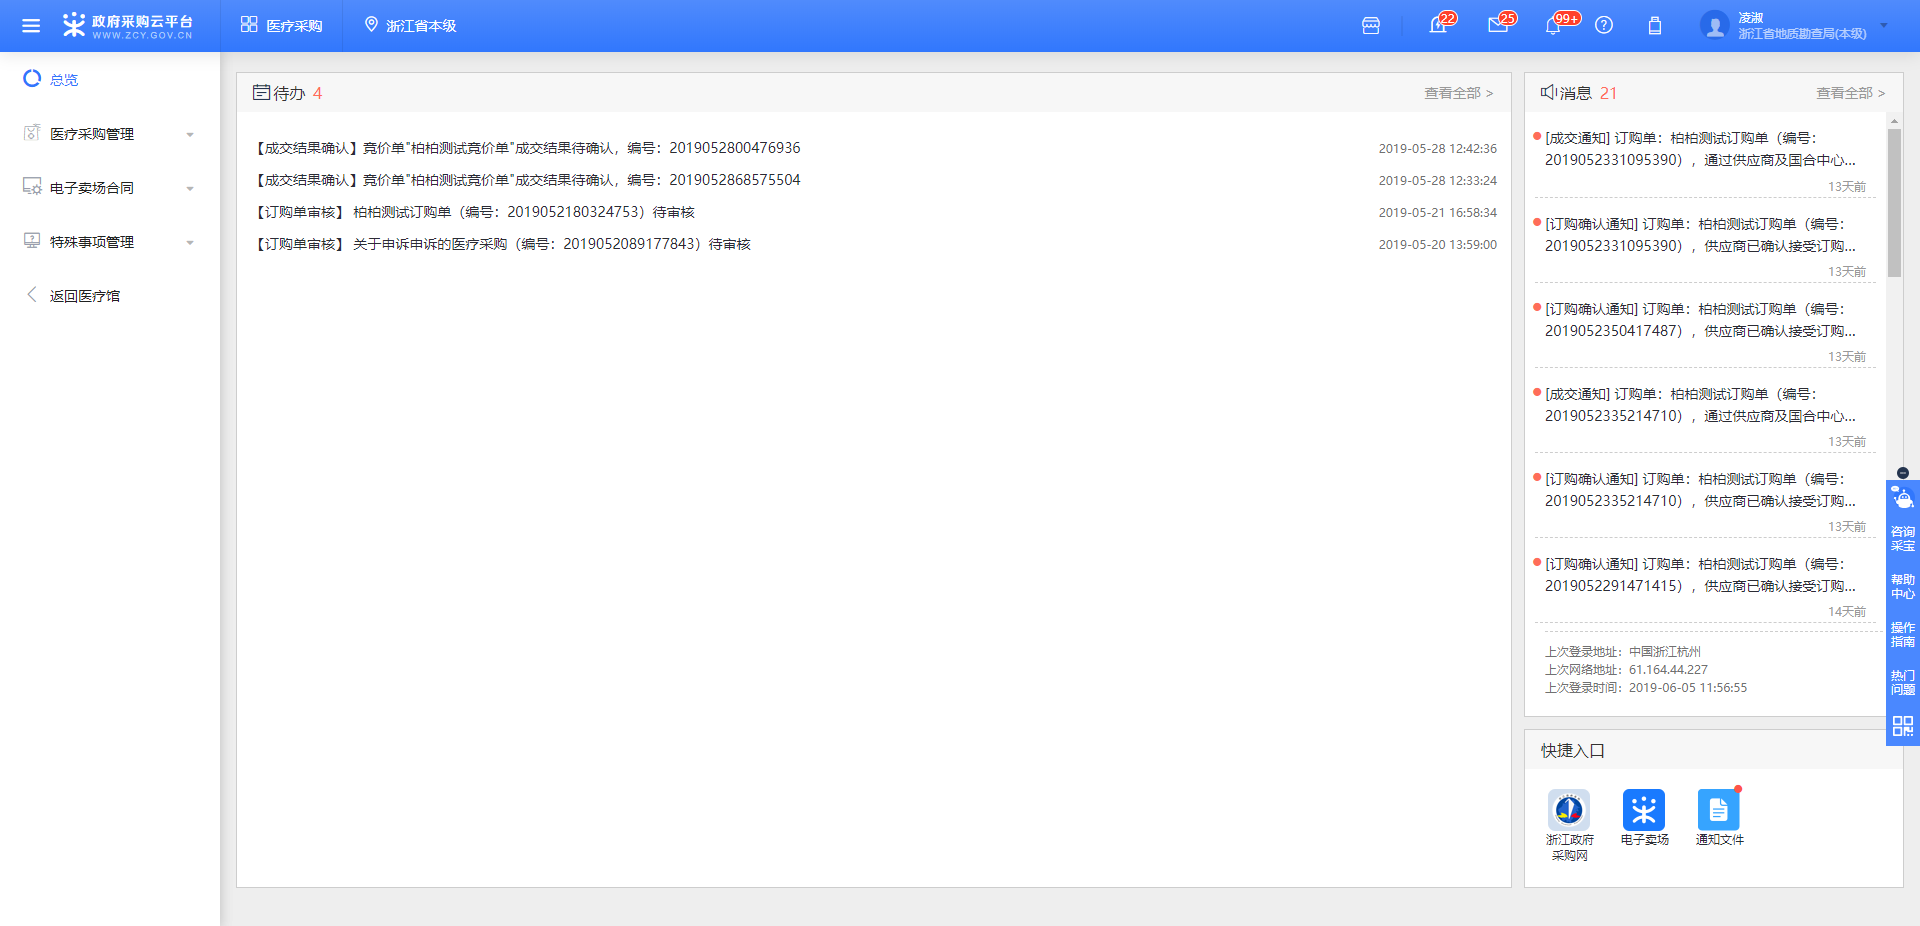 政府采购云平台
WWW.ZCY.GOV.CN
医疗采购
浙江省本级
22
25
99+
凌淑
浙江省地质勘查局(本级)
总览
医疗采购管理
电子卖场合同
特殊事项管理
返回医疗馆
待办 4
查看全部 >
【成交结果确认】竞价单"柏柏测试竞价单"成交结果待确认，编号：2019052800476936
2019-05-28 12:42:36
【成交结果确认】竞价单"柏柏测试竞价单"成交结果待确认，编号：2019052868575504
2019-05-28 12:33:24
【订购单审核】 柏柏测试订购单（编号：2019052180324753）待审核
2019-05-21 16:58:34
【订购单审核】 关于申诉申诉的医疗采购（编号：2019052089177843）待审核
2019-05-20 13:59:00
消息 21
查看全部 >
[成交通知] 订购单：柏柏测试订购单（编号：
2019052331095390），通过供应商及国合中心...
13天前
[订购确认通知] 订购单：柏柏测试订购单（编号：
2019052331095390），供应商已确认接受订购...
13天前
[订购确认通知] 订购单：柏柏测试订购单（编号：
2019052350417487），供应商已确认接受订购...
13天前
[成交通知] 订购单：柏柏测试订购单（编号：
2019052335214710），通过供应商及国合中心...
13天前
[订购确认通知] 订购单：柏柏测试订购单（编号：
2019052335214710），供应商已确认接受订购...
13天前
[订购确认通知] 订购单：柏柏测试订购单（编号：
2019052291471415），供应商已确认接受订购...
14天前
上次登录地址：中国浙江杭州
上次网络地址：61.164.44.227
上次登录时间：2019-06-05 11:56:55
咨询
采宝
帮助
中心
操作
指南
热门
问题
快捷入口
浙江政府
采购网
电子卖场
通知文件